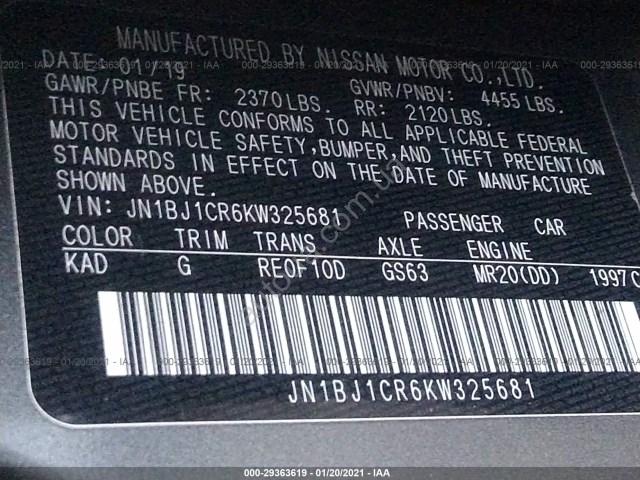 MANUFACTURED BY NISSAN MOTOR CO.,LTD.
DATE: 01/19
GAWR/PNBE FR: 2370LBS. GVWR/PNBV: 4455 LBS.
RR: 2120LBS.
THIS VEHICLE CONFORMS TO ALL APPLICABLE FEDERAL
MOTOR VEHICLE SAFETY,BUMPER,AND THEFT PREVENTION
STANDARDS IN EFFECT ON THE DATE OF MANUFACTURE
SHOWN ABOVE.
VIN: JN1BJ1CR6KW325681 PASSENGER CAR
COLOR TRIM TRANS AXLE ENGINE
KAD G RE0F10D GS63 MR20(DD) 1997C
JN1BJ1CR6KW325681
000-29363619 - 01/20/2021 - IAA